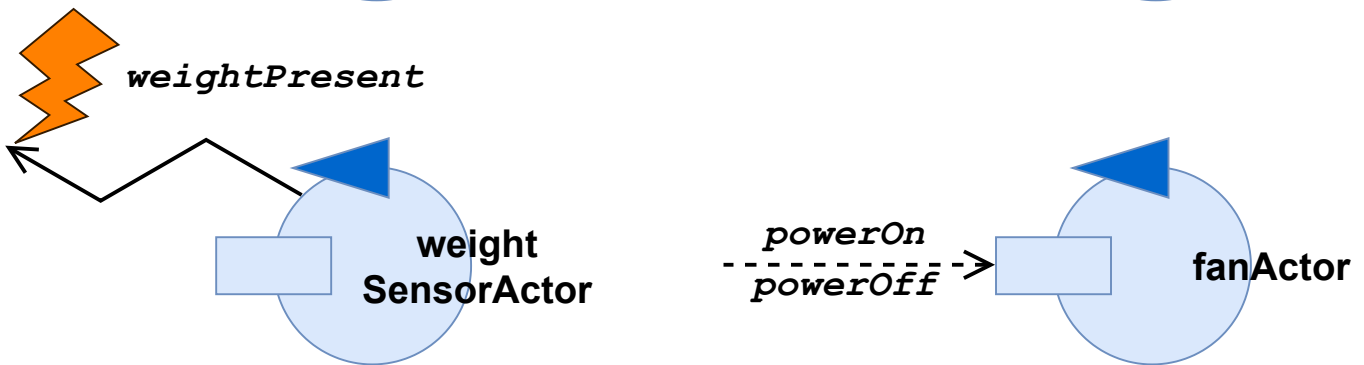 weightPresent
weight
SensorActor
powerOn
powerOff
fanActor